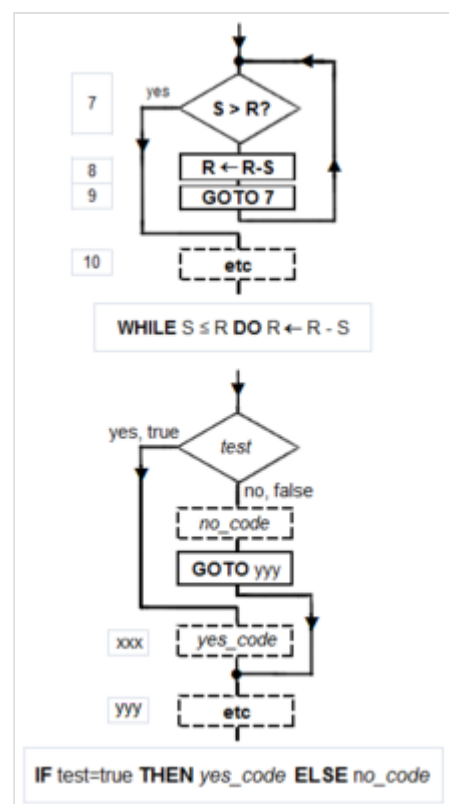 yes
7
S > R?
8
R ← R-S
9
GOTO 7
10
etc
WHILE S ≤ R DO R ← R - S
yes, true
test
no, false
no_code
GOTO yyy
xxx
yes_code
yyy
etc
IF test=true THEN yes_code ELSE no_code